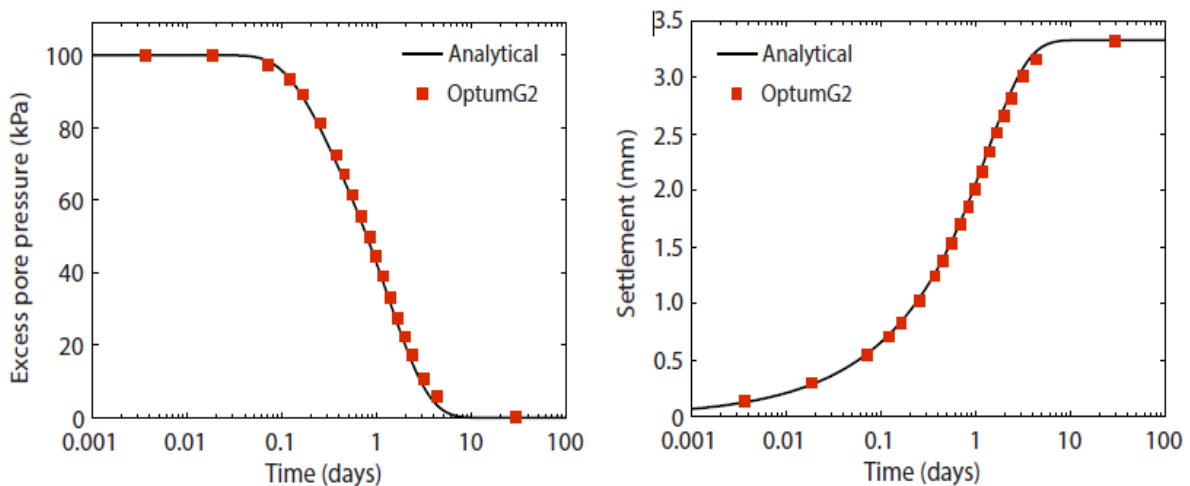 100
80
60
40
20
0
Excess pore pressure (kPa)
Analytical
OptumG2
0.001 0.01 0.1 1 10 100
Time (days)
3.5
3.0
2.5
2.0
1.5
1.0
0.5
0
Settlement (mm)
Analytical
OptumG2
0.001 0.01 0.1 1 10 100
Time (days)